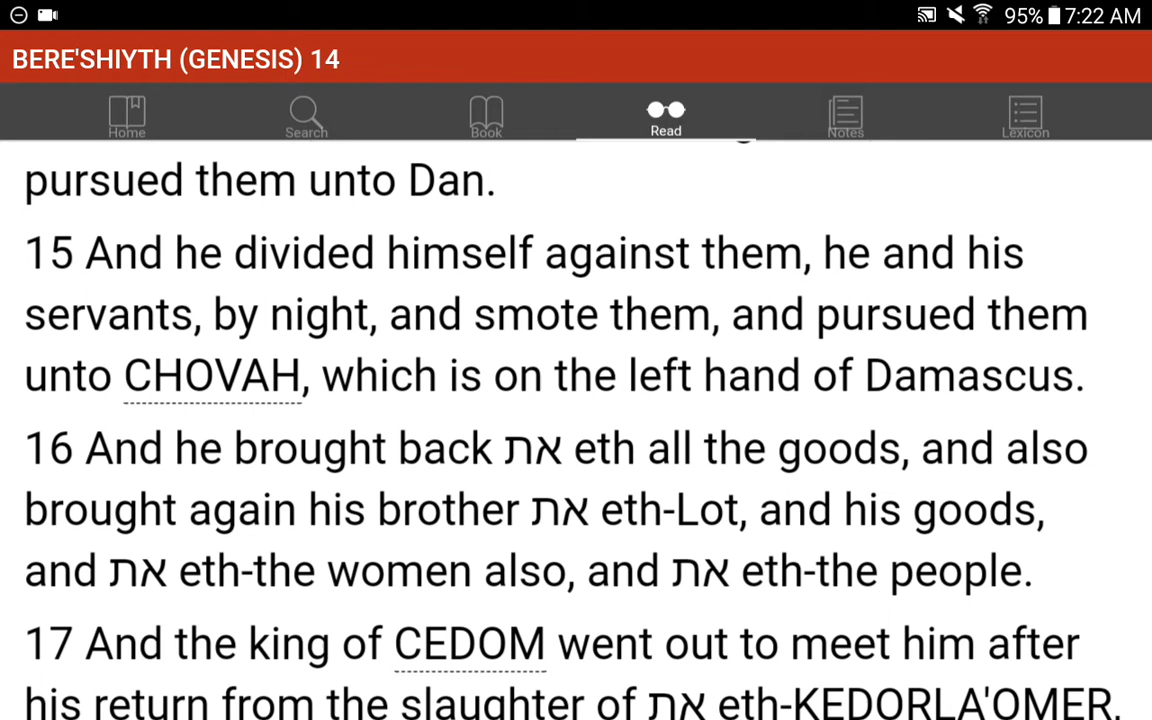 95% 7:22 AM
BERE'SHIYTH (GENESIS) 14
Home Search Book Read Notes Lexicon
pursued them unto Dan.
15 And he divided himself against them, he and his
servants, by night, and smote them, and pursued them
unto CHOVAH, which is on the left hand of Damascus.
16 And he brought back את eth all the goods, and also
brought again his brother את eth-Lot, and his goods,
and את eth-the women also, and את eth-the people.
17 And the king of CEDOM went out to meet him after
his return from the slaughter of את eth-KEDORLA'OMER,